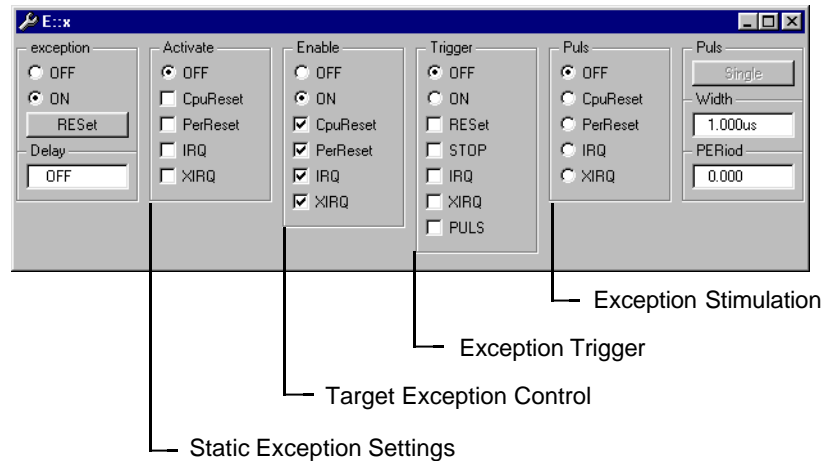 E::x
exception
OFF
ON
RESet
Delay
OFF
Activate
OFF
CpuReset
PerReset
IRQ
XIRQ
Enable
OFF
ON
CpuReset
PerReset
IRQ
XIRQ
Trigger
OFF
ON
RESet
STOP
IRQ
XIRQ
PULS
Puls
OFF
CpuReset
PerReset
IRQ
XIRQ
Puls
Single
Width
1.000us
PERiod
0.000
Exception Stimulation
Exception Trigger
Target Exception Control
Static Exception Settings